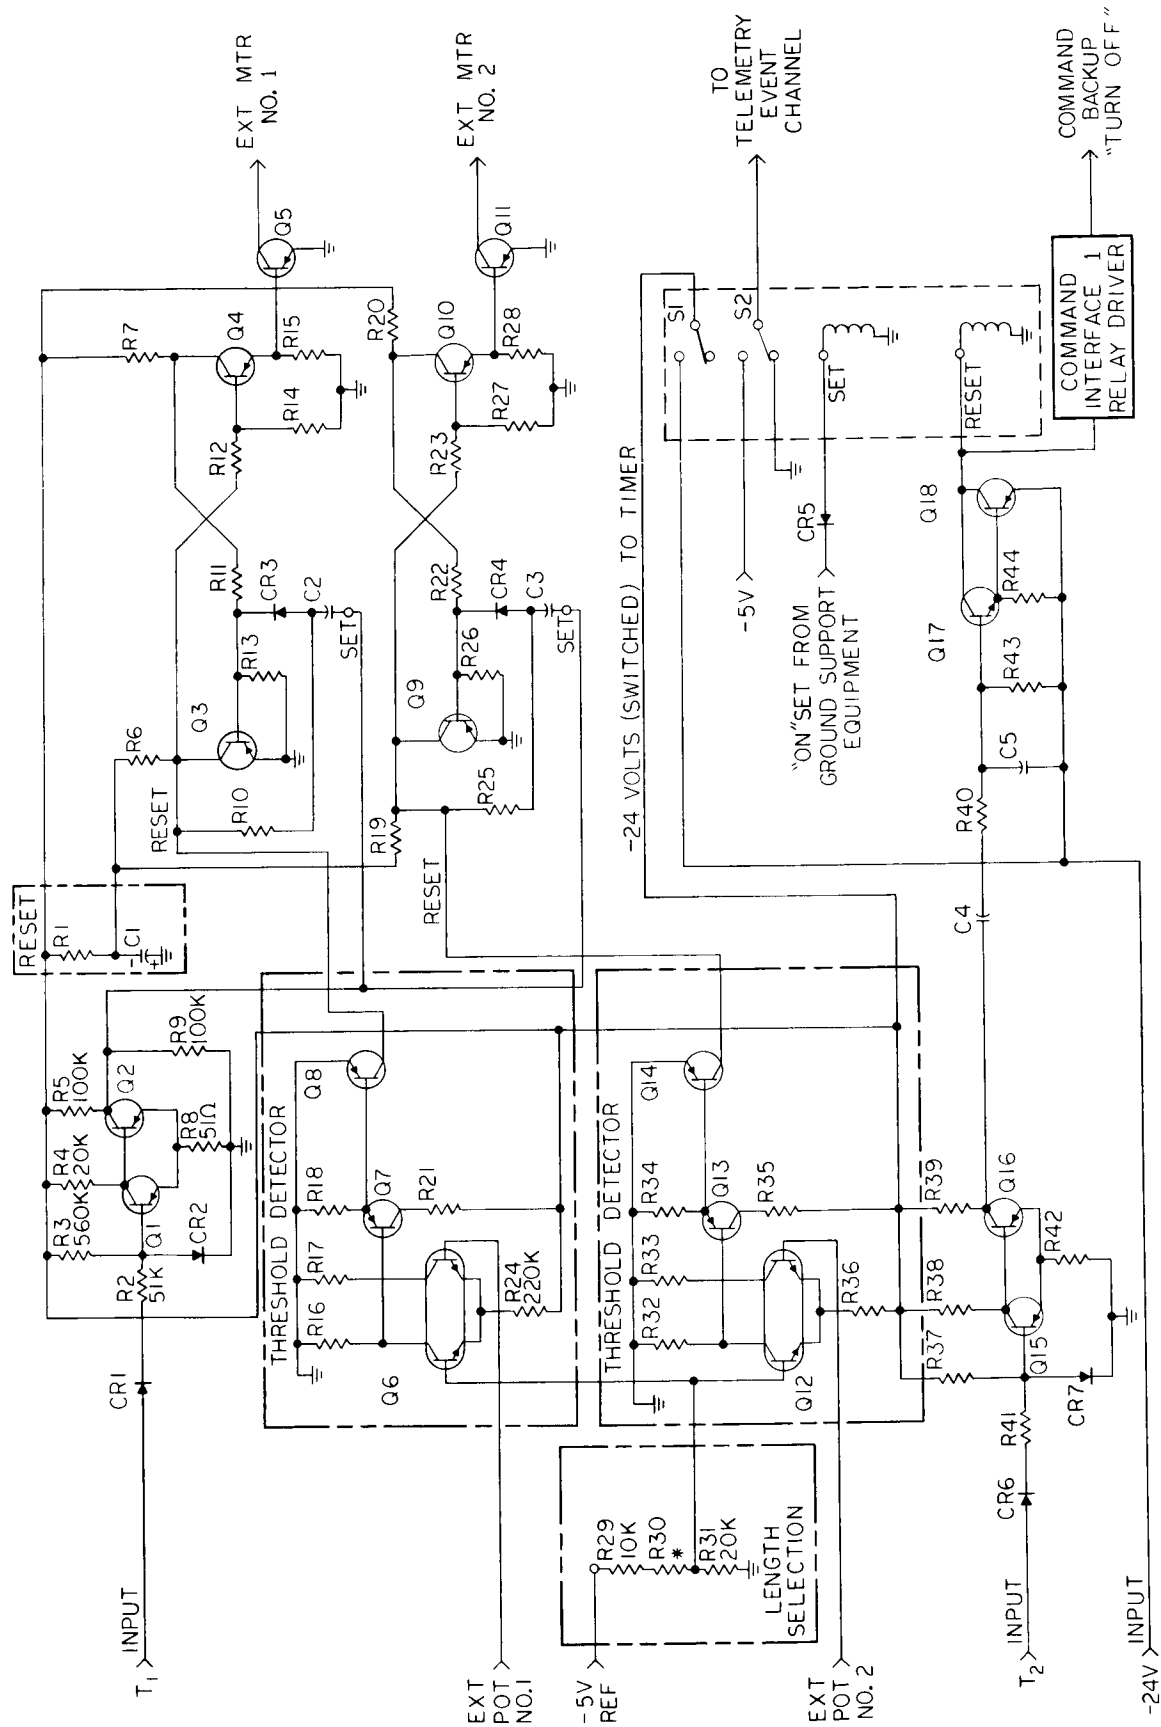 T1
INPUT
CR1
R2
51K
R3
560K
R4
20K
R5
100K
Q1
Q2
CR2
R8
51Ω
R9
100K
RESET
R1
C1
+
R6
RESET
R10
Q3
R13
R11
CR3
C2
SET
R12
R14
R7
Q4
R15
Q5
EXT MTR
NO. 1
R19
R25
RESET
Q9
R26
R22
CR4
C3
SET
R23
R27
R20
Q10
R28
Q11
EXT MTR
NO. 2
THRESHOLD DETECTOR
R16
R17
R18
Q6
Q7
Q8
R21
R24
220K
EXT
POT
NO.1
THRESHOLD DETECTOR
R32
R33
R34
Q12
Q13
Q14
R35
R36
-5V
REF
R29
10K
R30
*
R31
20K
LENGTH
SELECTION
EXT
POT
NO. 2
-24 VOLTS (SWITCHED) TO TIMER
S1
S2
TO
TELEMETRY
EVENT
CHANNEL
-5V
"ON" SET FROM
GROUND SUPPORT
EQUIPMENT
CR5
SET
RESET
COMMAND
INTERFACE 1
RELAY DRIVER
COMMAND
BACKUP
"TURN OFF"
T2
INPUT
CR6
R41
R37
R38
R39
Q15
Q16
CR7
R42
C4
R40
C5
R43
R44
Q17
Q18
-24V
INPUT